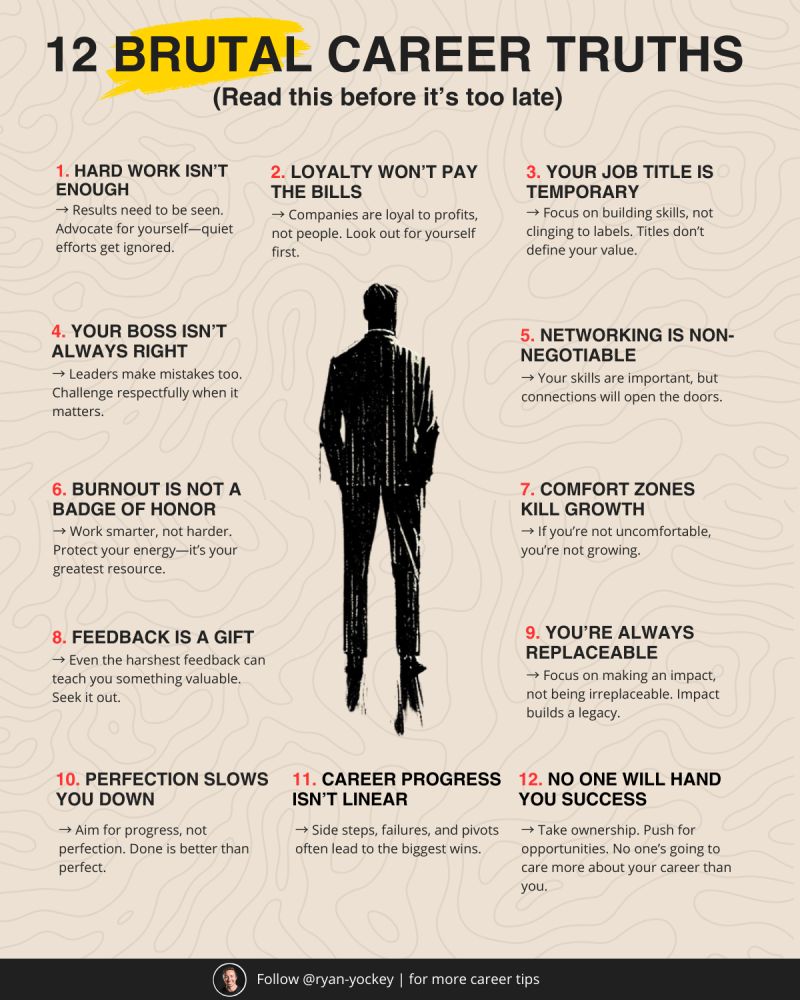 12 BRUTAL CAREER TRUTHS
(Read this before it’s too late)
1. HARD WORK ISN’T
ENOUGH
→ Results need to be seen.
Advocate for yourself—quiet
efforts get ignored.
2. LOYALTY WON’T PAY
THE BILLS
→ Companies are loyal to profits,
not people. Look out for yourself
first.
3. YOUR JOB TITLE IS
TEMPORARY
→ Focus on building skills, not
clinging to labels. Titles don’t
define your value.
4. YOUR BOSS ISN’T
ALWAYS RIGHT
→ Leaders make mistakes too.
Challenge respectfully when it
matters.
5. NETWORKING IS NON-
NEGOTIABLE
→ Your skills are important, but
connections will open the doors.
6. BURNOUT IS NOT A
BADGE OF HONOR
→ Work smarter, not harder.
Protect your energy—it’s your
greatest resource.
7. COMFORT ZONES
KILL GROWTH
→ If you’re not uncomfortable,
you’re not growing.
8. FEEDBACK IS A GIFT
→ Even the harshest feedback can
teach you something valuable.
Seek it out.
9. YOU’RE ALWAYS
REPLACEABLE
→ Focus on making an impact,
not being irreplaceable. Impact
builds a legacy.
10. PERFECTION SLOWS
YOU DOWN
→ Aim for progress, not
perfection. Done is better than
perfect.
11. CAREER PROGRESS
ISN’T LINEAR
→ Side steps, failures, and pivots
often lead to the biggest wins.
12. NO ONE WILL HAND
YOU SUCCESS
→ Take ownership. Push for
opportunities. No one’s going to
care more about your career than
you.
Follow @ryan-yockey | for more career tips